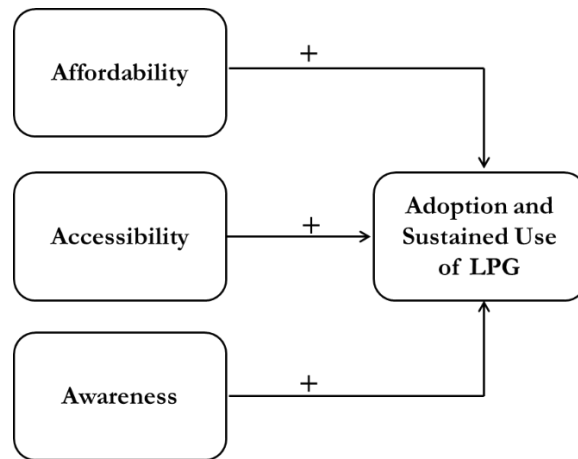 Affordability
+
Accessibility
+
Adoption and
Sustained Use
of LPG
Awareness
+